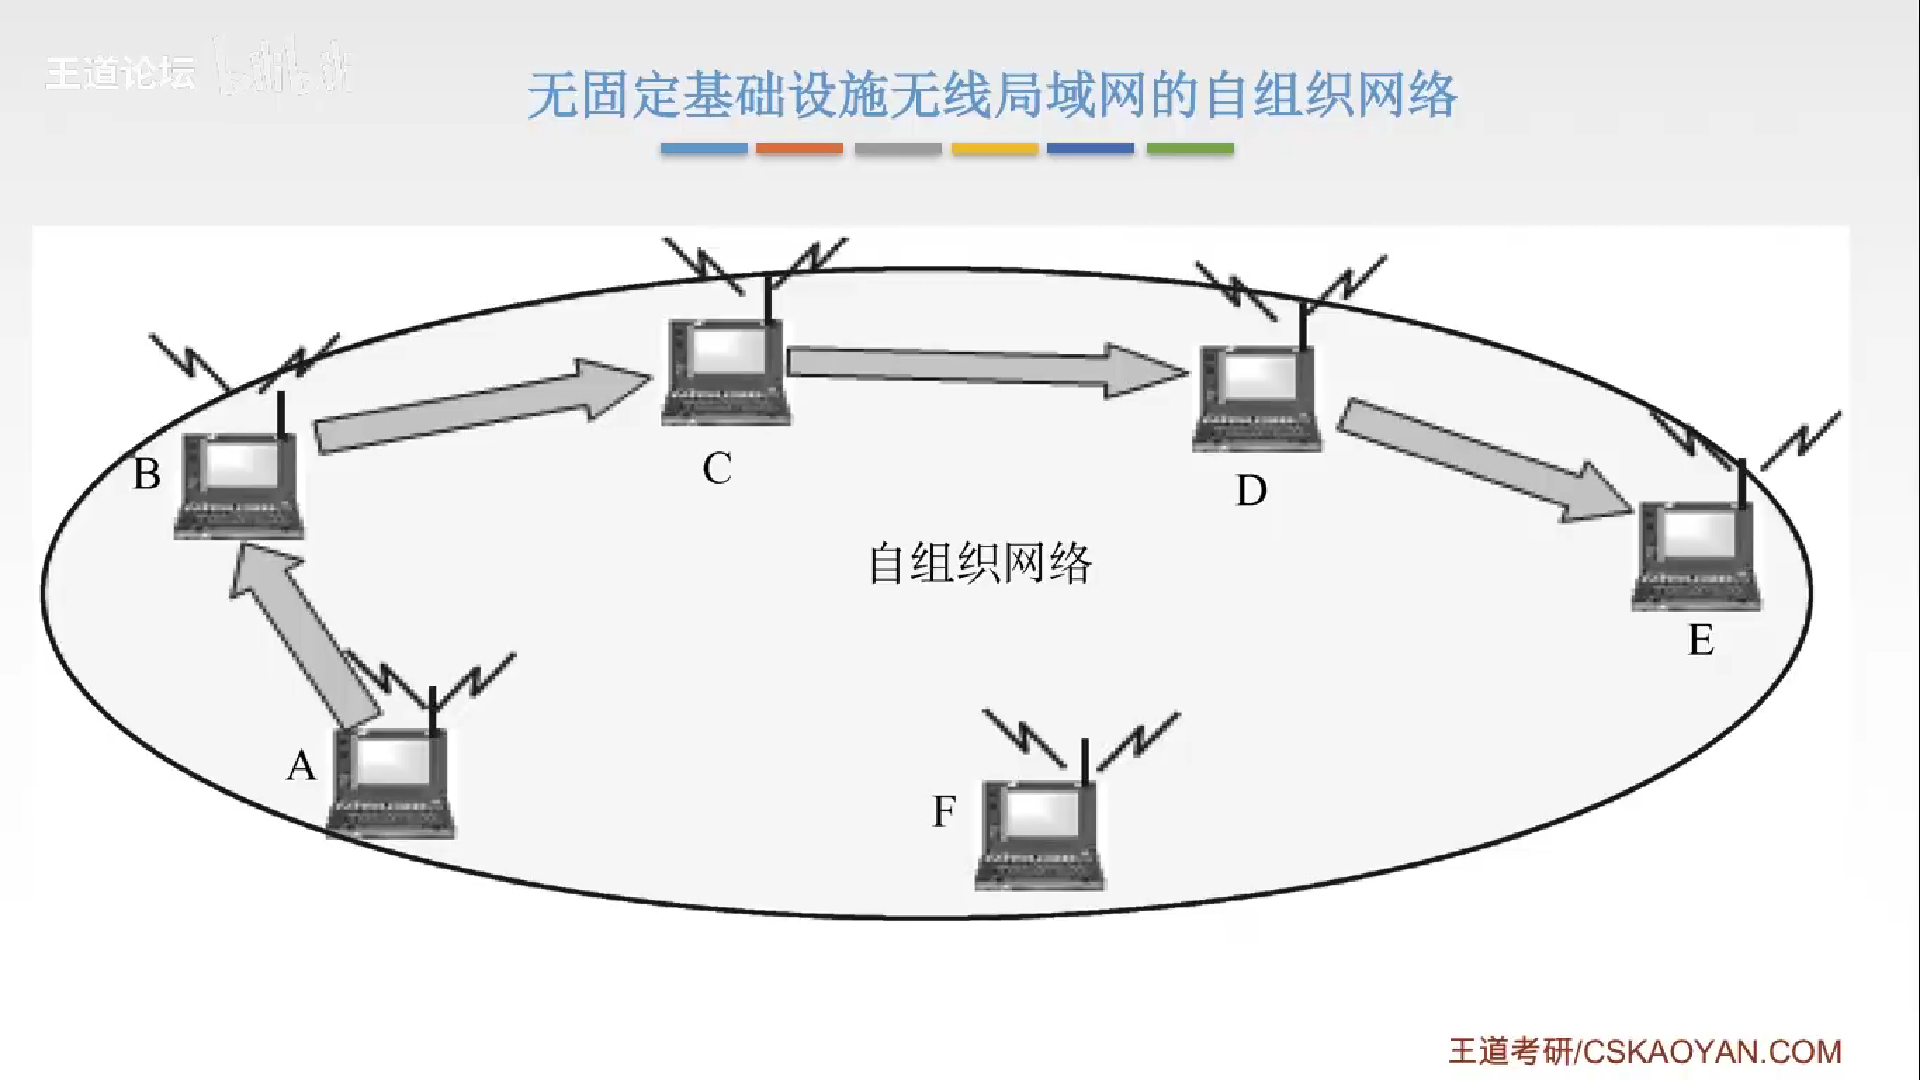 王道论坛 bilibili
无固定基础设施无线局域网的自组织网络
C
B
D
自组织网络
E
A
F
王道考研/CSKAOYAN.COM